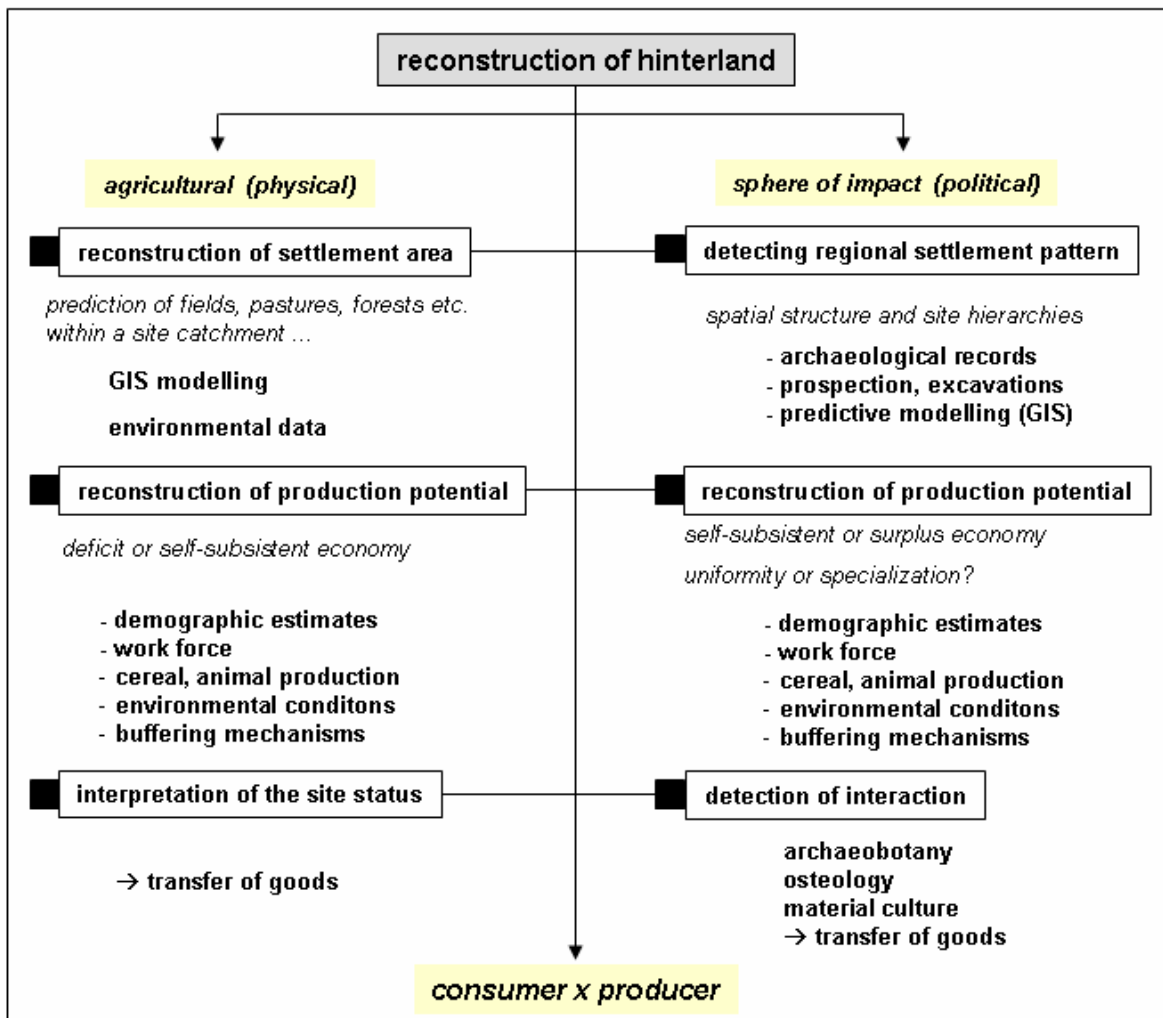 reconstruction of hinterland
agricultural (physical)
sphere of impact (political)
reconstruction of settlement area
detecting regional settlement pattern
prediction of fields, pastures, forests etc.
within a site catchment ...
GIS modelling
environmental data
spatial structure and site hierarchies
- archaeological records
- prospection, excavations
- predictive modelling (GIS)
reconstruction of production potential
reconstruction of production potential
deficit or self-subsistent economy
- demographic estimates
- work force
- cereal, animal production
- environmental conditons
- buffering mechanisms
self-subsistent or surplus economy
uniformity or specialization?
- demographic estimates
- work force
- cereal, animal production
- environmental conditons
- buffering mechanisms
interpretation of the site status
detection of interaction
→ transfer of goods
archaeobotany
osteology
material culture
→ transfer of goods
consumer x producer